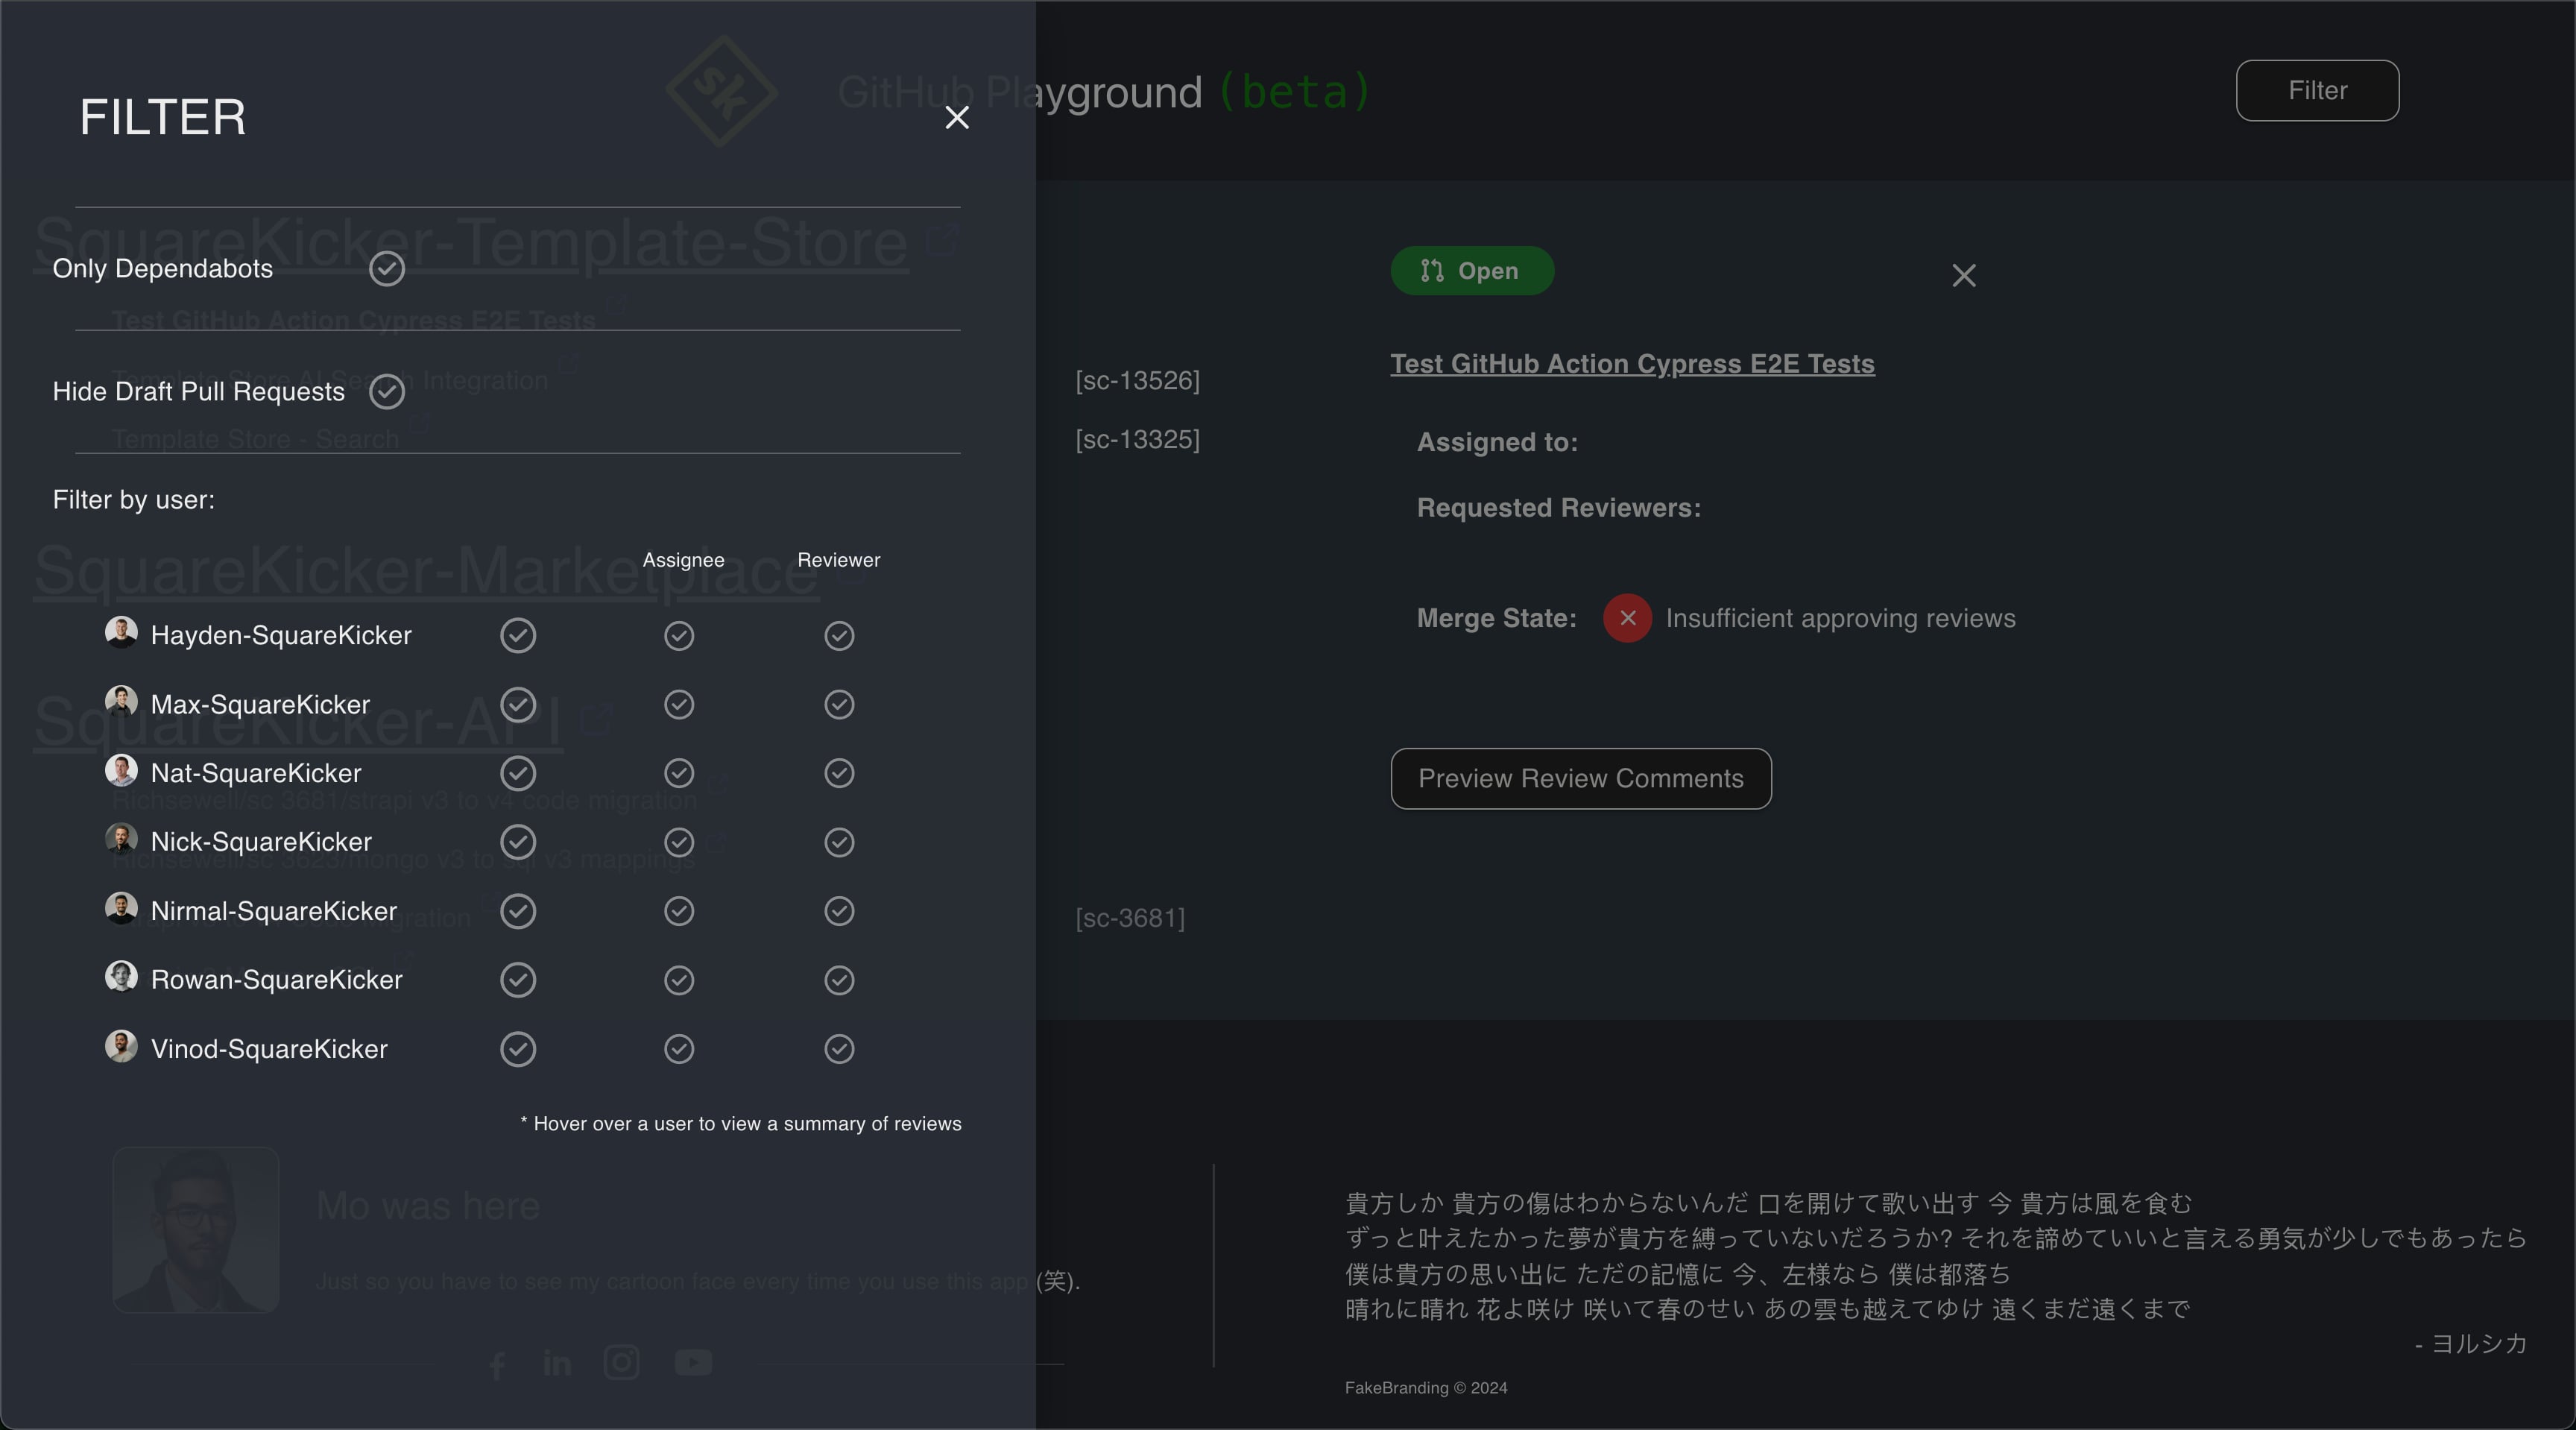 sk
GitHub Playground (beta)
Filter
FILTER
SquareKicker-Template-Store
Only Dependabots
Test GitHub Action Cypress E2E Tests
Template Store AI Search Integration
[sc-13526]
Hide Draft Pull Requests
Template Store - Search
[sc-13325]
Filter by user:
SquareKicker-Marketplace
Assignee Reviewer
Hayden-SquareKicker
SquareKicker-API
Max-SquareKicker
Nat-SquareKicker
Richsewell/sc 3681/strapi v3 to v4 code migration
Nick-SquareKicker
Richsewell/sc 3623/mongo v3 to sql v3 mappings
Nirmal-SquareKicker
migration
[sc-3681]
Rowan-SquareKicker
Vinod-SquareKicker
* Hover over a user to view a summary of reviews
Open
Test GitHub Action Cypress E2E Tests
Assigned to:
Requested Reviewers:
Merge State: Insufficient approving reviews
Preview Review Comments
Mo was here
Just so you have to see my cartoon face every time you use this app (笑).
貴方しか 貴方の傷はわからないんだ 口を開けて歌い出す 今 貴方は風を食む
ずっと叶えたかった夢が貴方を縛っていないだろうか? それを諦めていいと言える勇気が少しでもあったら
僕は貴方の思い出に ただの記憶に 今、左様なら 僕は都落ち
晴れに晴れ 花よ咲け 咲いて春のせい あの雲も越えてゆけ 遠くまだ遠くまで
- ヨルシカ
FakeBranding © 2024